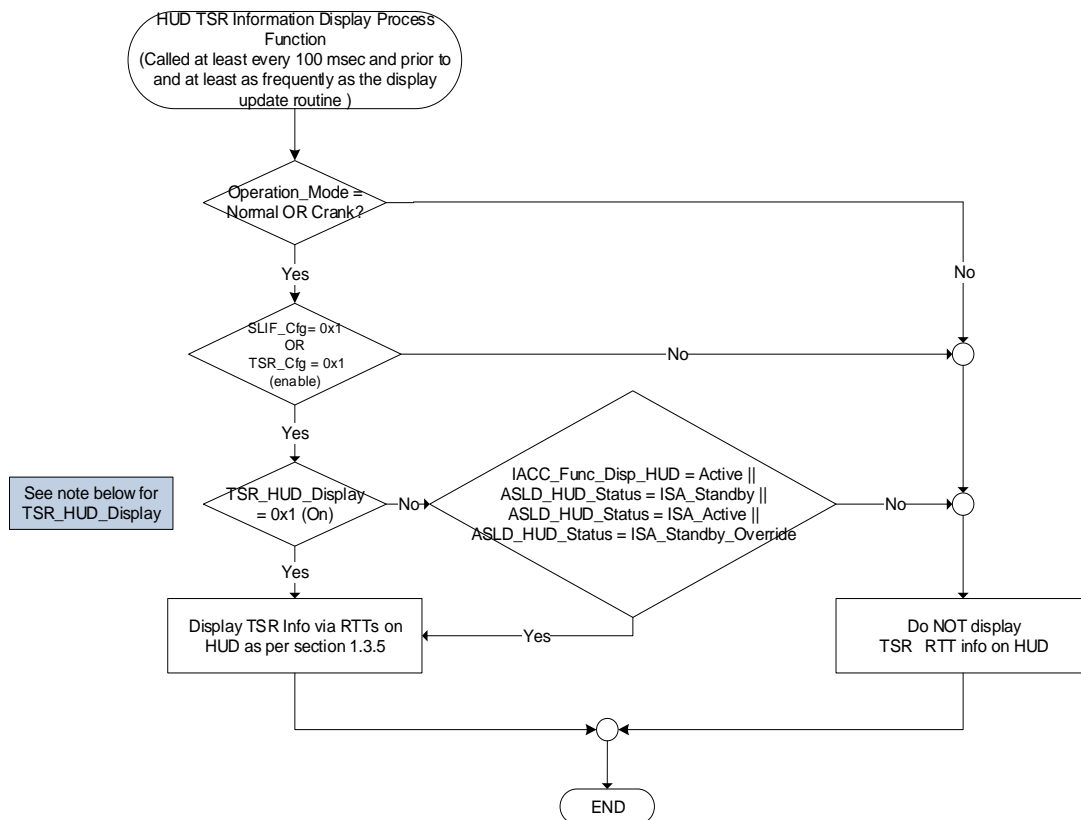 HUD TSR Information Display Process
Function
(Called at least every 100 msec and prior to
and at least as frequently as the display
update routine )
Operation_Mode =
Normal OR Crank?
No
Yes
SLIF_Cfg= 0x1
OR
TSR_Cfg = 0x1
(enable)
No
Yes
See note below for
TSR_HUD_Display
TSR_HUD_Display
= 0x1 (On)
No
IACC_Func_Disp_HUD = Active ||
ASLD_HUD_Status = ISA_Standby ||
ASLD_HUD_Status = ISA_Active ||
ASLD_HUD_Status = ISA_Standby_Override
No
Yes
Display TSR Info via RTTs on
HUD as per section 1.3.5
Yes
Do NOT display
TSR RTT info on HUD
END